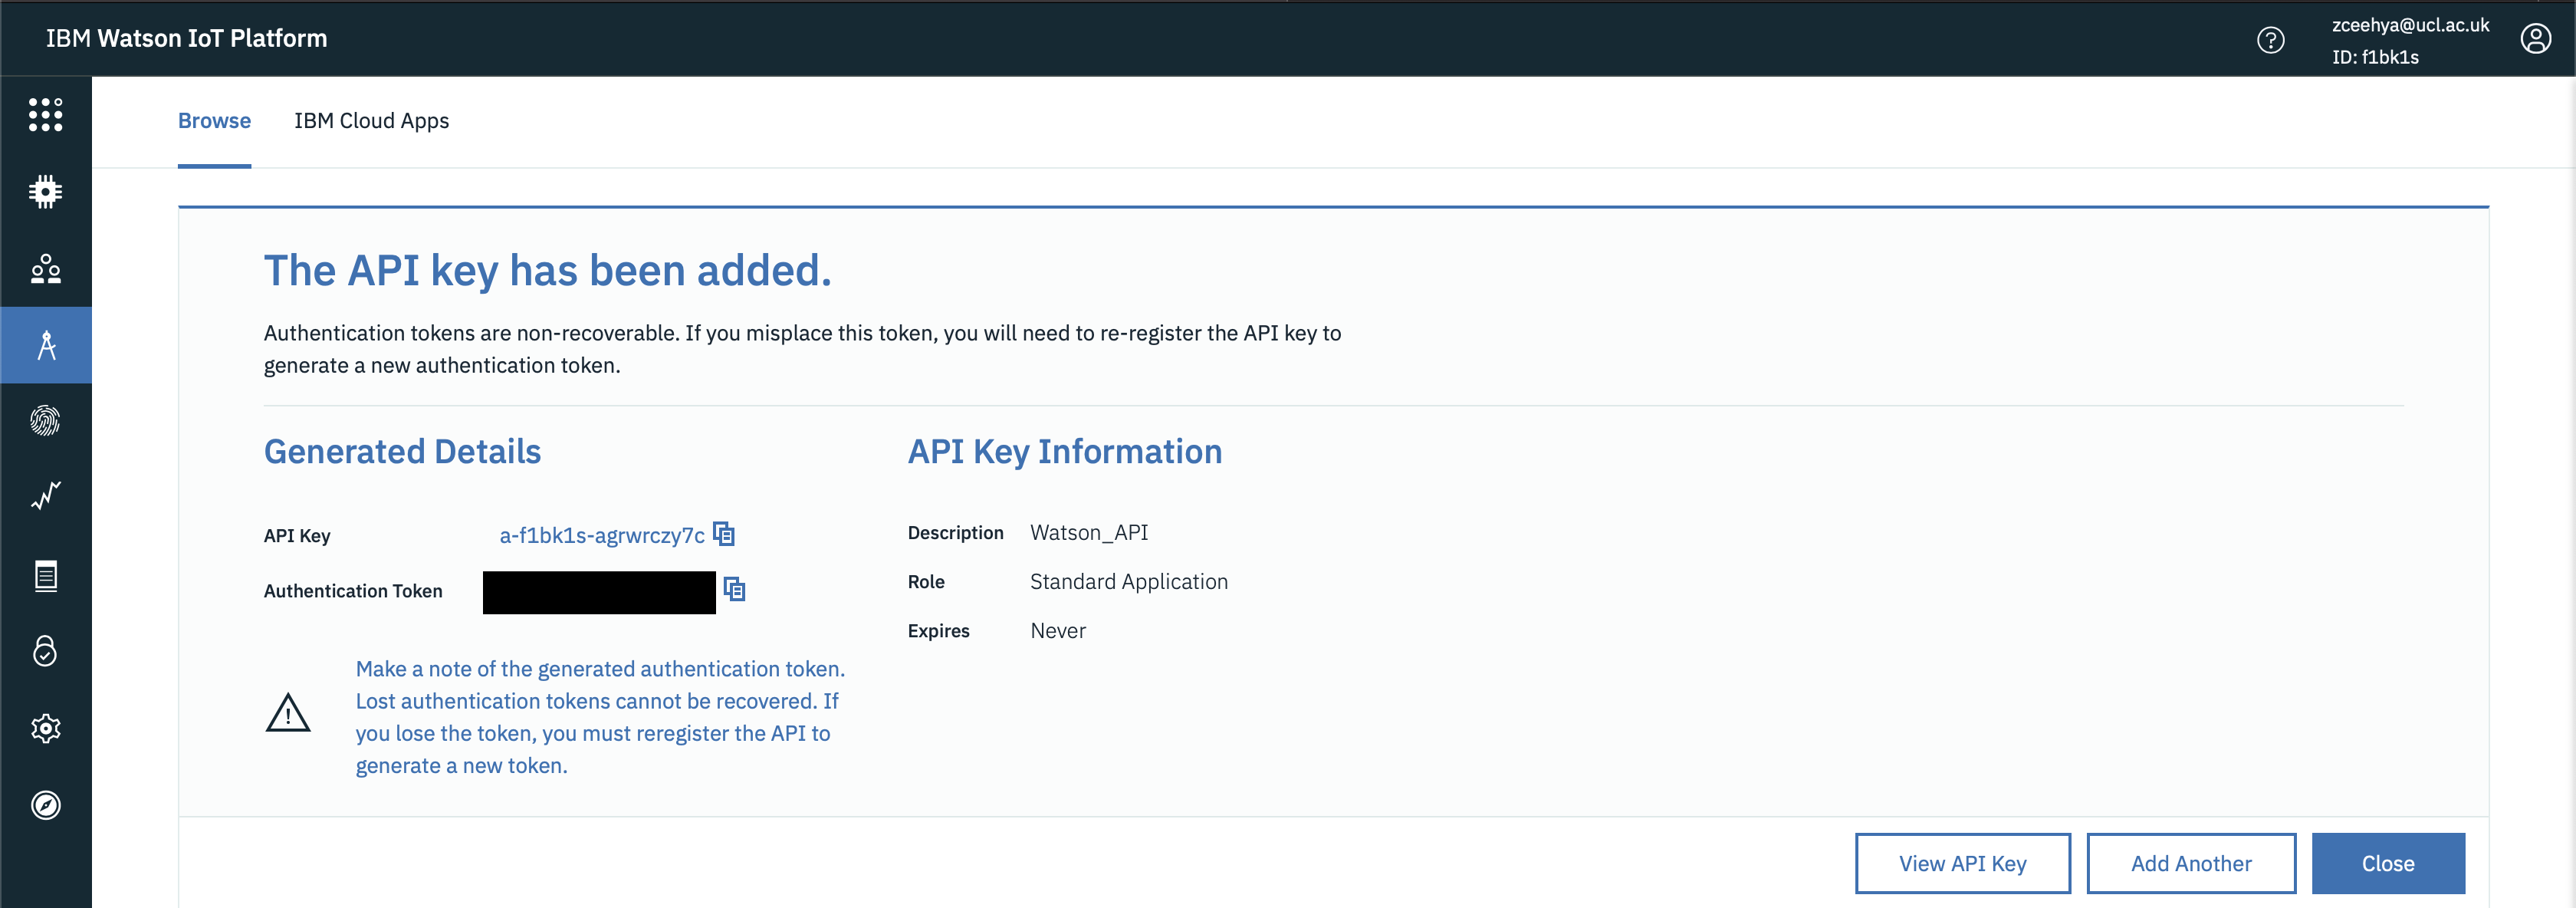 IBM Watson IoT Platform
zceehya@ucl.ac.uk
ID: f1bk1s
Browse
IBM Cloud Apps
The API key has been added.
Authentication tokens are non-recoverable. If you misplace this token, you will need to re-register the API key to
generate a new authentication token.
Generated Details
API Key Information
API Key
a-f1bk1s-agrwrczy7c
Description
Watson_API
Authentication Token
Role
Standard Application
Expires
Never
Make a note of the generated authentication token.
Lost authentication tokens cannot be recovered. If
you lose the token, you must reregister the API to
generate a new token.
View API Key
Add Another
Close